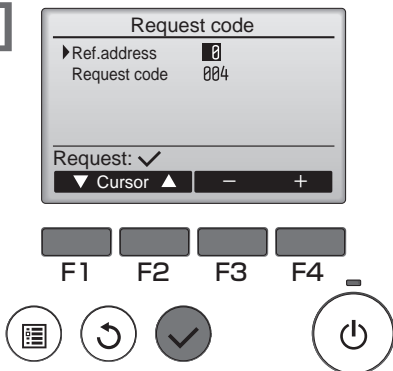 Request code
Ref.address 0
Request code 004
Request: ✓
▼ Cursor ▲ − +
F1 F2 F3 F4